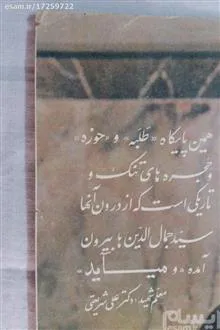 esam.ir/17259722
همین پایگاه «طلبه» و «حوزه»
و حجره های تنگ و
تاریکی است که از درون آنها
سید جمال الدین ها بیرون
آمده «و میآید»
معلم شهید: دکتر علی شریعتی
بسام